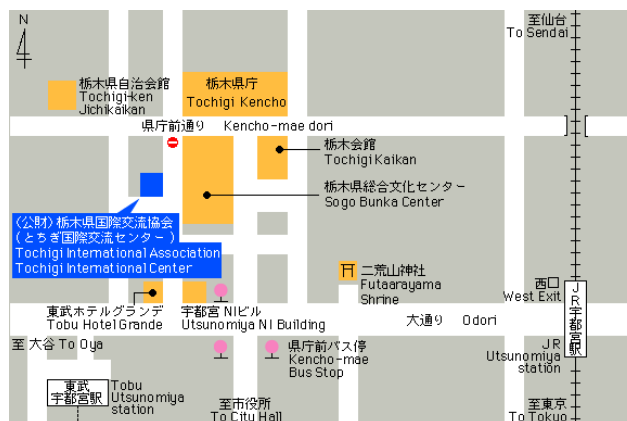 N
至仙台
To Sendai
栃木県自治会館
Tochigi-ken
Jichikaikan
栃木県庁
Tochigi Kencho
県庁前通り Kencho-mae dori
栃木会館
Tochigi Kaikan
栃木県総合文化センター
Sogo Bunka Center
(公財)栃木県国際交流協会
(とちぎ国際交流センター)
Tochigi International Association
Tochigi International Center
二荒山神社
Futaarayama
Shrine
西口
West Exit
JR宇都宮駅
東武ホテルグランデ
Tobu Hotel Grande
宇都宮 NIビル
Utsunomiya NI Building
大通り Odori
至 大谷 To Oya
県庁前バス停
Kencho-mae
Bus Stop
JR
Utsunomiya
station
東武
宇都宮駅
Tobu
Utsunomiya
station
至市役所
To City Hall
至東京
To Tokyo